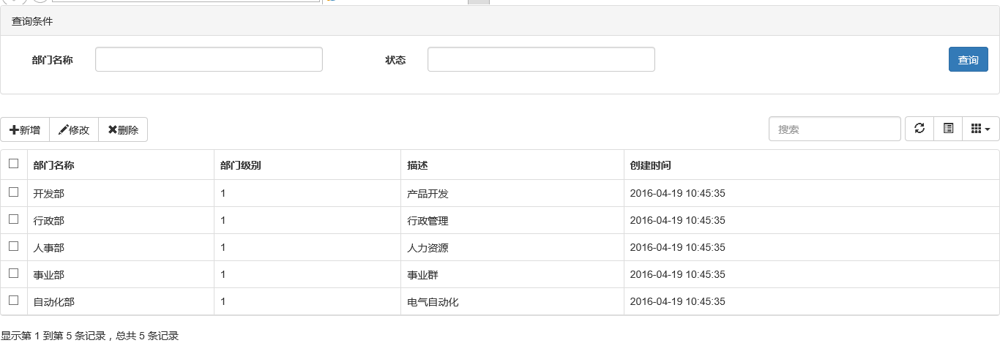 查询条件
部门名称 状态 查询
新增 修改 删除 搜索
部门名称 部门级别 描述 创建时间
开发部 1 产品开发 2016-04-19 10:45:35
行政部 1 行政管理 2016-04-19 10:45:35
人事部 1 人力资源 2016-04-19 10:45:35
事业部 1 事业群 2016-04-19 10:45:35
自动化部 1 电气自动化 2016-04-19 10:45:35
显示第 1 到第 5 条记录，总共 5 条记录